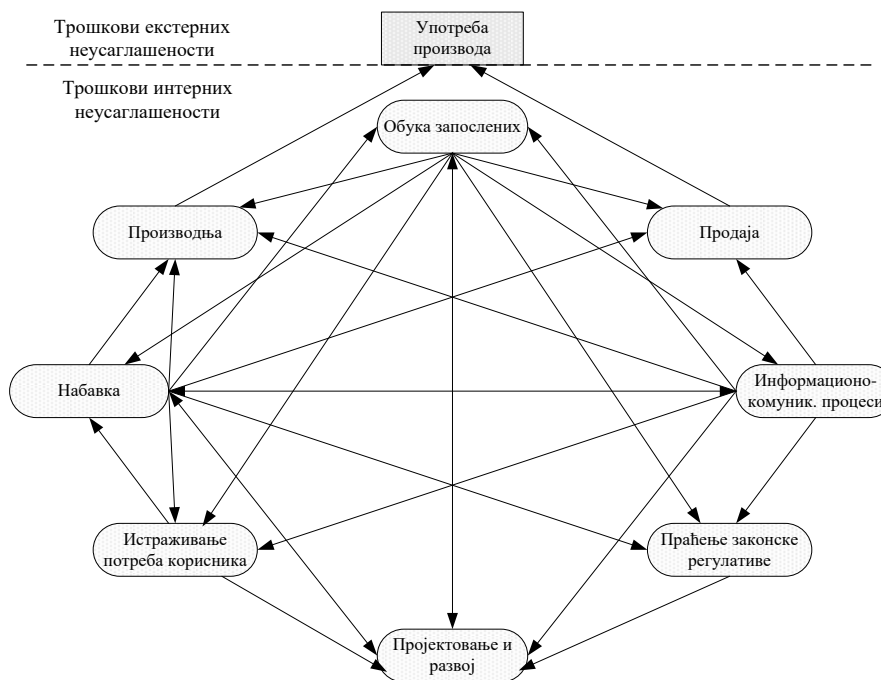 Трошкови екстерних
неусаглашености
Употреба
производа
Трошкови интерних
неусаглашености
Обука запослених
Производња
Продаја
Набавка
Информационо-
комуник. процеси
Истраживање
потреба корисника
Праћење законске
регулативе
Пројектовање и
развој